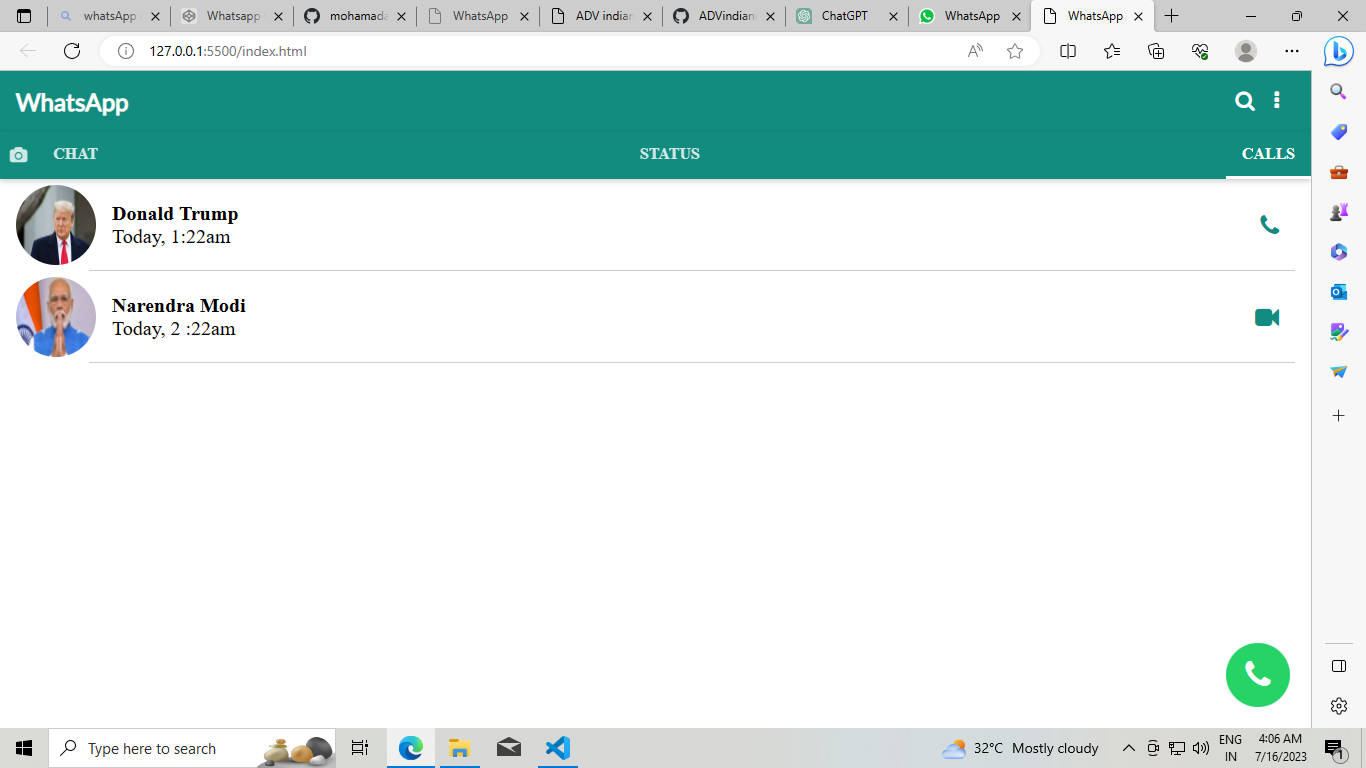 whatsApp
Whatsapp
mohamada
WhatsApp
ADV indian
ADVindian
ChatGPT
WhatsApp
WhatsApp
127.0.0.1:5500/index.html
WhatsApp
CHAT
STATUS
CALLS
Donald Trump
Today, 1:22am
Narendra Modi
Today, 2 :22am
Type here to search
32°C Mostly cloudy
ENG
IN
4:06 AM
7/16/2023
1